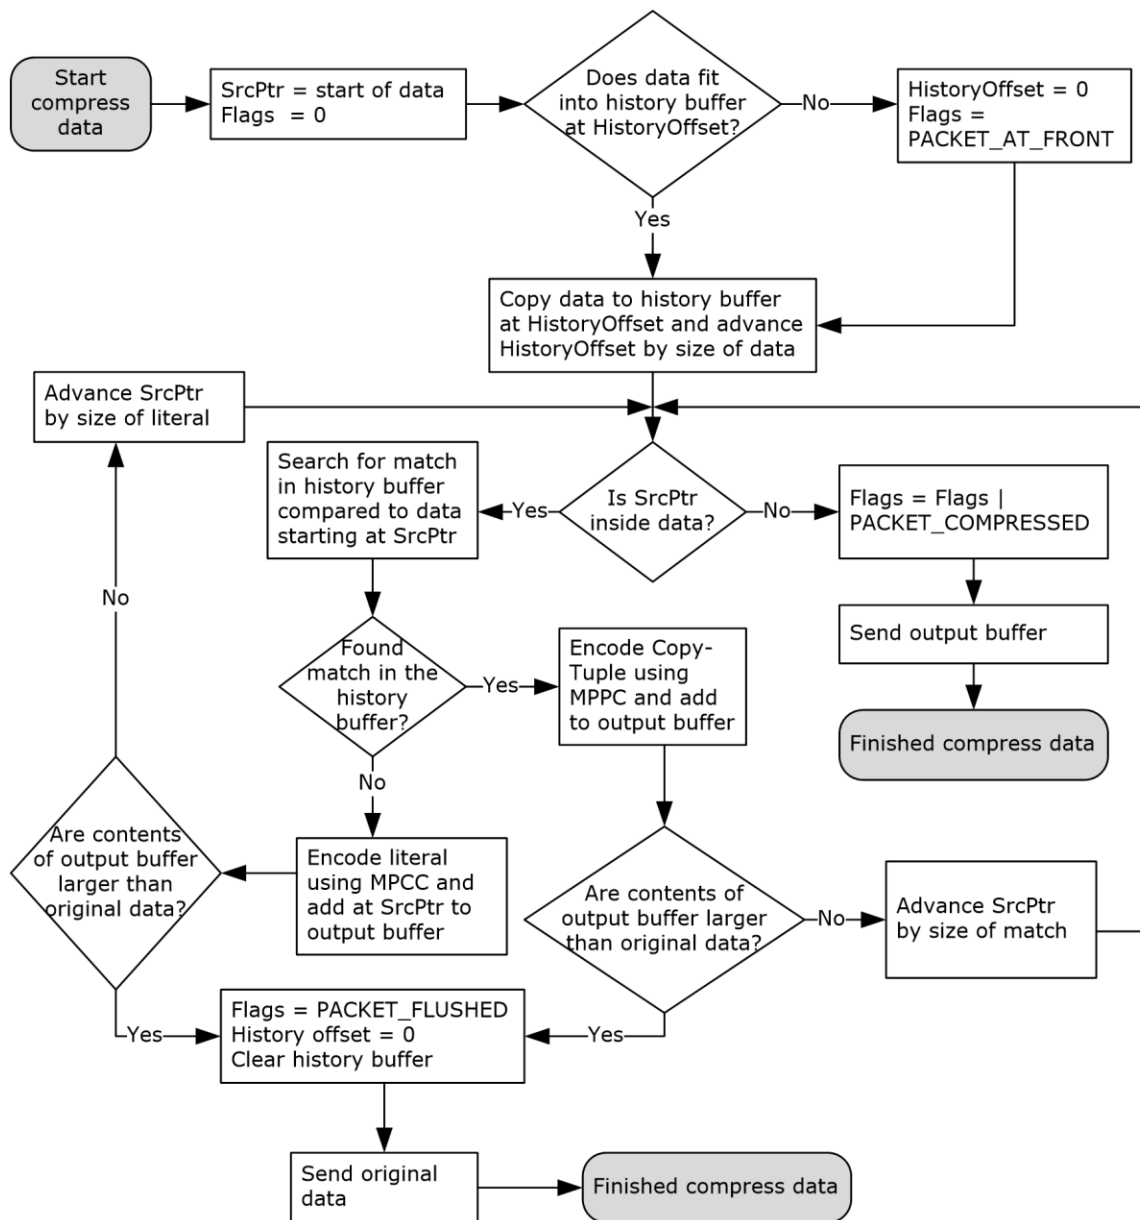 Start
compress
data
SrcPtr = start of data
Flags = 0
Does data fit
into history buffer
at HistoryOffset?
No
HistoryOffset = 0
Flags =
PACKET_AT_FRONT
Yes
Copy data to history buffer
at HistoryOffset and advance
HistoryOffset by size of data
Advance SrcPtr
by size of literal
Search for match
in history buffer
compared to data
starting at SrcPtr
Yes
Is SrcPtr
inside data?
No
Flags = Flags |
PACKET_COMPRESSED
No
Send output buffer
Found
match in the
history
buffer?
Yes
Encode Copy-
Tuple using
MPPC and add
to output buffer
Finished compress data
No
Are contents
of output buffer
larger than
original data?
Encode literal
using MPCC and
add at SrcPtr to
output buffer
Are contents of
output buffer larger
than original data?
No
Advance SrcPtr
by size of match
Yes
Flags = PACKET_FLUSHED
History offset = 0
Clear history buffer
Yes
Send original
data
Finished compress data